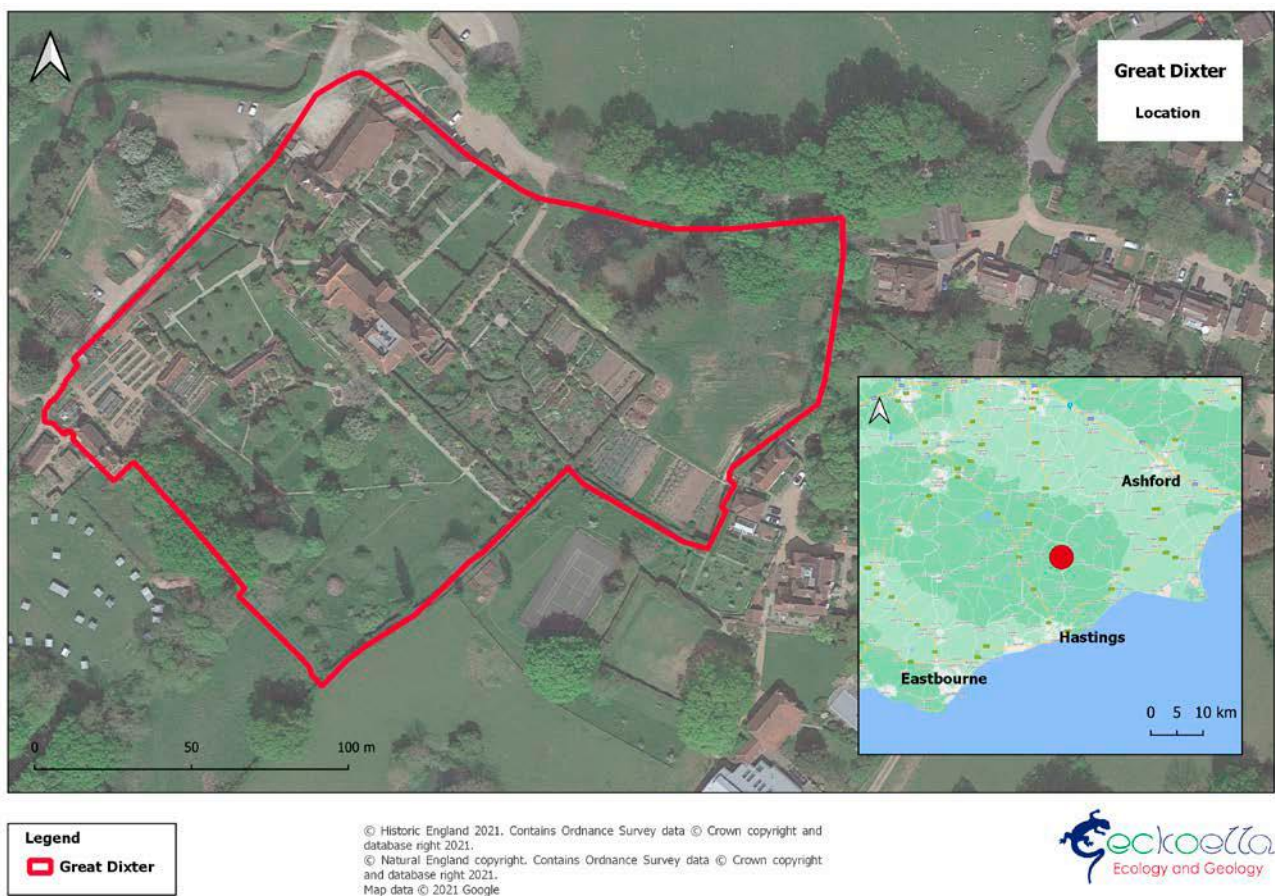 Great Dixter
Location
Ashford
Hastings
Eastbourne
0 5 10 km
0 50 100 m
Legend
Great Dixter
© Historic England 2021. Contains Ordnance Survey data © Crown copyright and
database right 2021.
© Natural England copyright. Contains Ordnance Survey data © Crown copyright
and database right 2021.
Map data © 2021 Google
Geckoella
Ecology and Geology